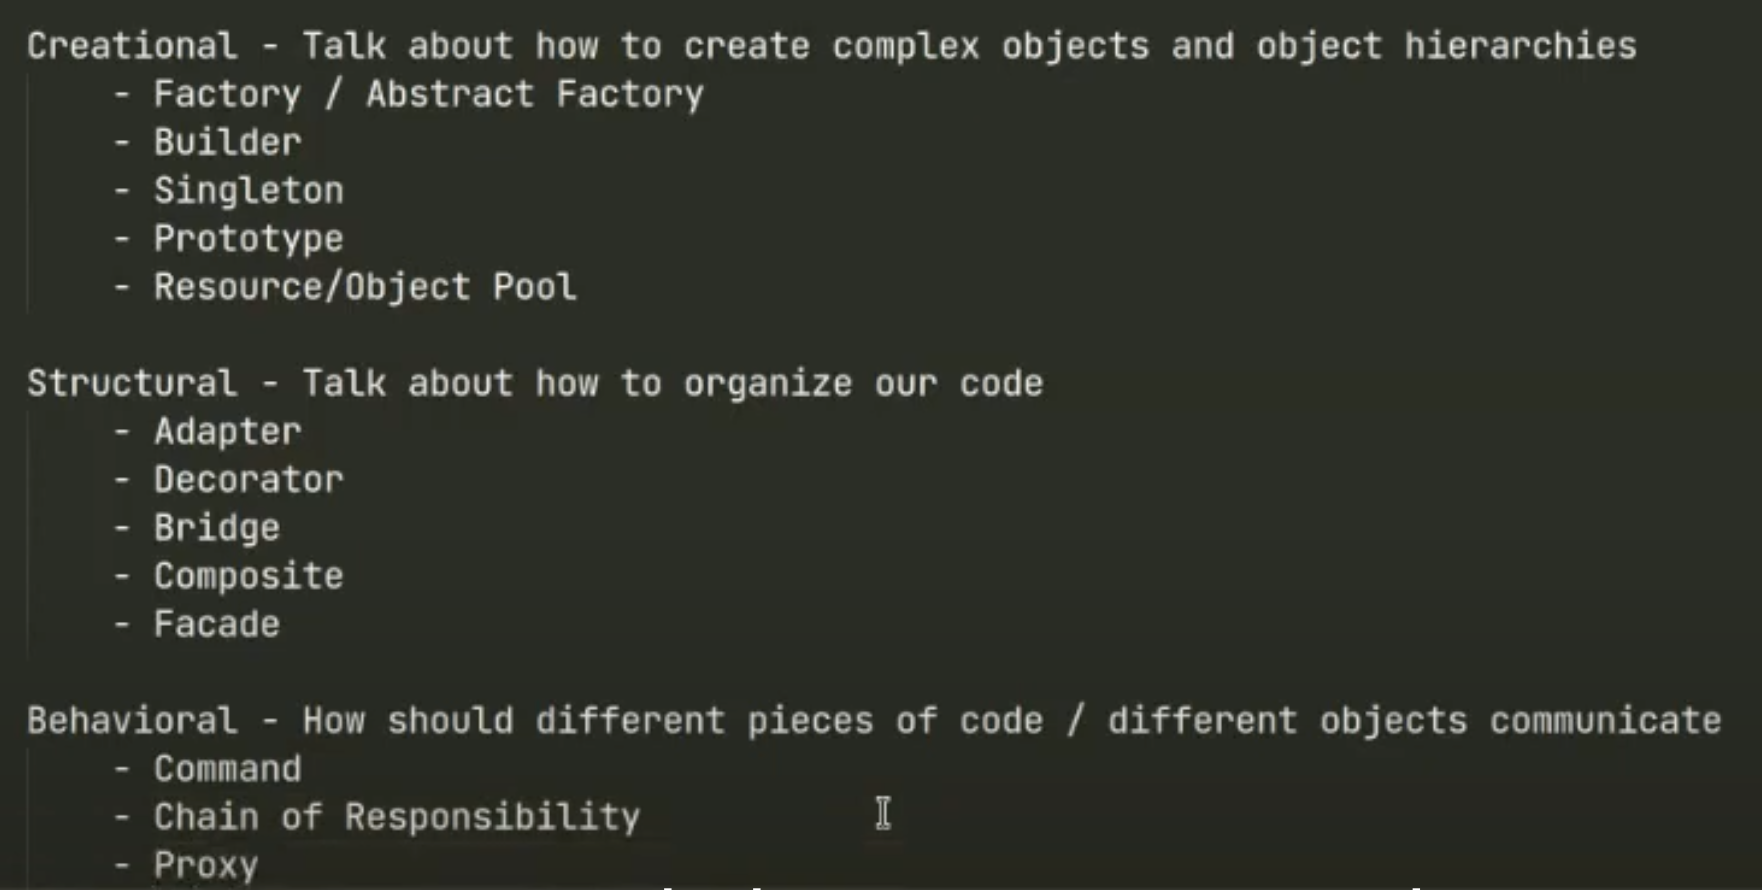 Creational - Talk about how to create complex objects and object hierarchies
- Factory / Abstract Factory
- Builder
- Singleton
- Prototype
- Resource/Object Pool
Structural - Talk about how to organize our code
- Adapter
- Decorator
- Bridge
- Composite
- Facade
Behavioral - How should different pieces of code / different objects communicate
- Command
- Chain of Responsibility
- Proxy